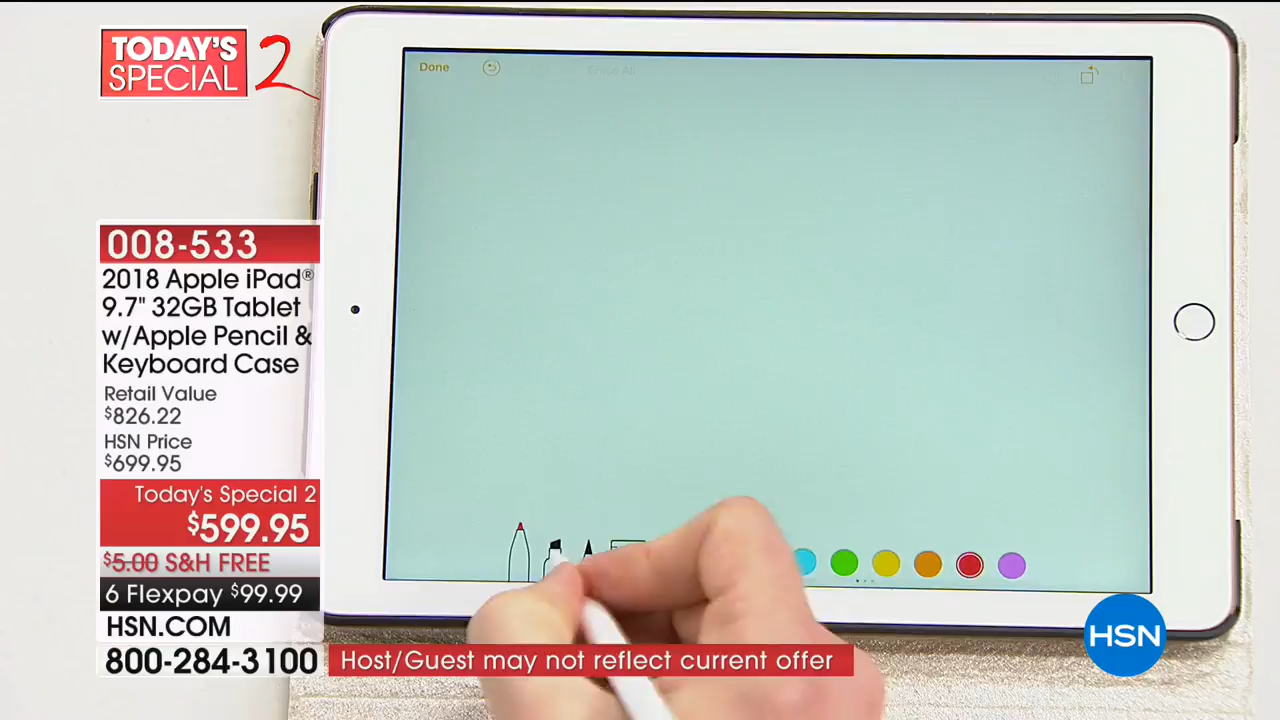 TODAY'S
SPECIAL 2
008-533
2018 Apple iPad®
9.7" 32GB Tablet
w/Apple Pencil &
Keyboard Case
Retail Value
$826.22
HSN Price
$699.95
Today's Special 2
$599.95
$5.00 S&H FREE
6 Flexpay $99.99
HSN.COM
800-284-3100
Done
Erase All
HSN
Host/Guest may not reflect current offer